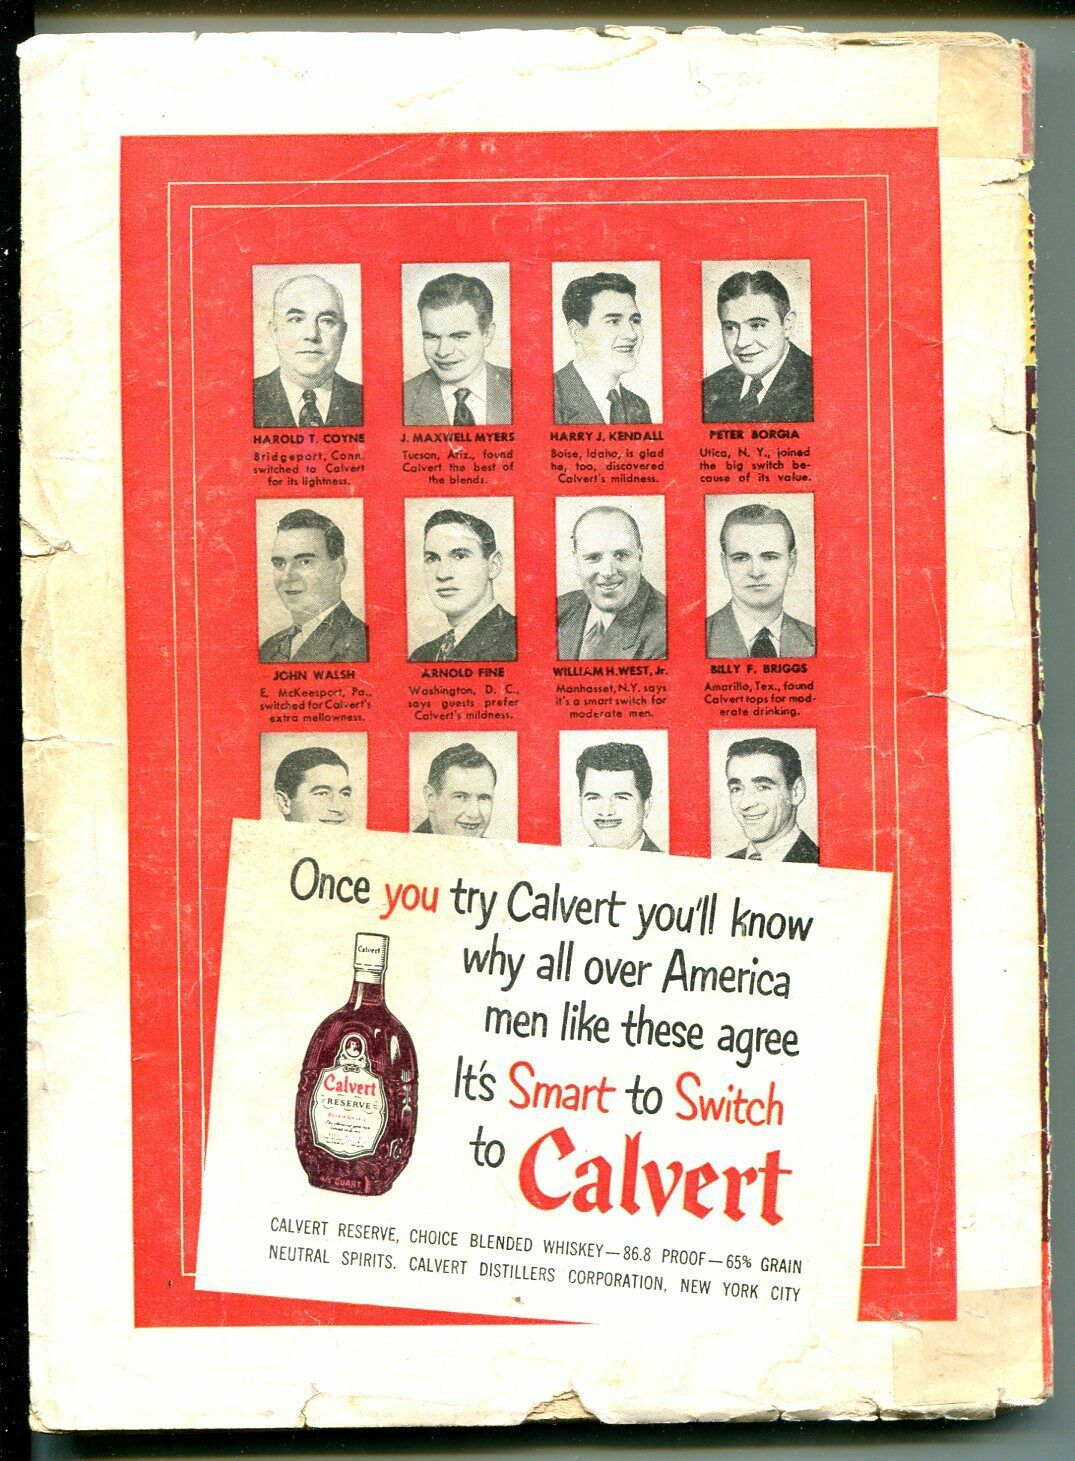 HAROLD T. COYNE
Bridgeport, Conn.
switched to Calvert
for its lightness.
J. MAXWELL MYERS
Tucson, Ariz., found
Calvert the best of
the blends.
HARRY J. KENDALL
Boise, Idaho, is glad
he, too, discovered
Calvert's mildness.
PETER BORGIA
Utica, N. Y., joined
the big switch be-
cause of its value.
JOHN WALSH
E. McKeesport, Pa.,
switched for Calvert's
extra mellowness.
ARNOLD FINE
Washington, D. C.,
says guests prefer
Calvert's mildness.
WILLIAM H. WEST, Jr.
Manhasset, N.Y. says
it's a smart switch for
moderate men.
BILLY F. BRIGGS
Amarillo, Tex., found
Calvert tops for mod-
erate drinking.
Once you try Calvert you'll know
why all over America
men like these agree
It's Smart to Switch
to Calvert
Calvert
Calvert
RESERVE
4/5 QUART
CALVERT RESERVE, CHOICE BLENDED WHISKEY—86.8 PROOF—65% GRAIN
NEUTRAL SPIRITS. CALVERT DISTILLERS CORPORATION, NEW YORK CITY